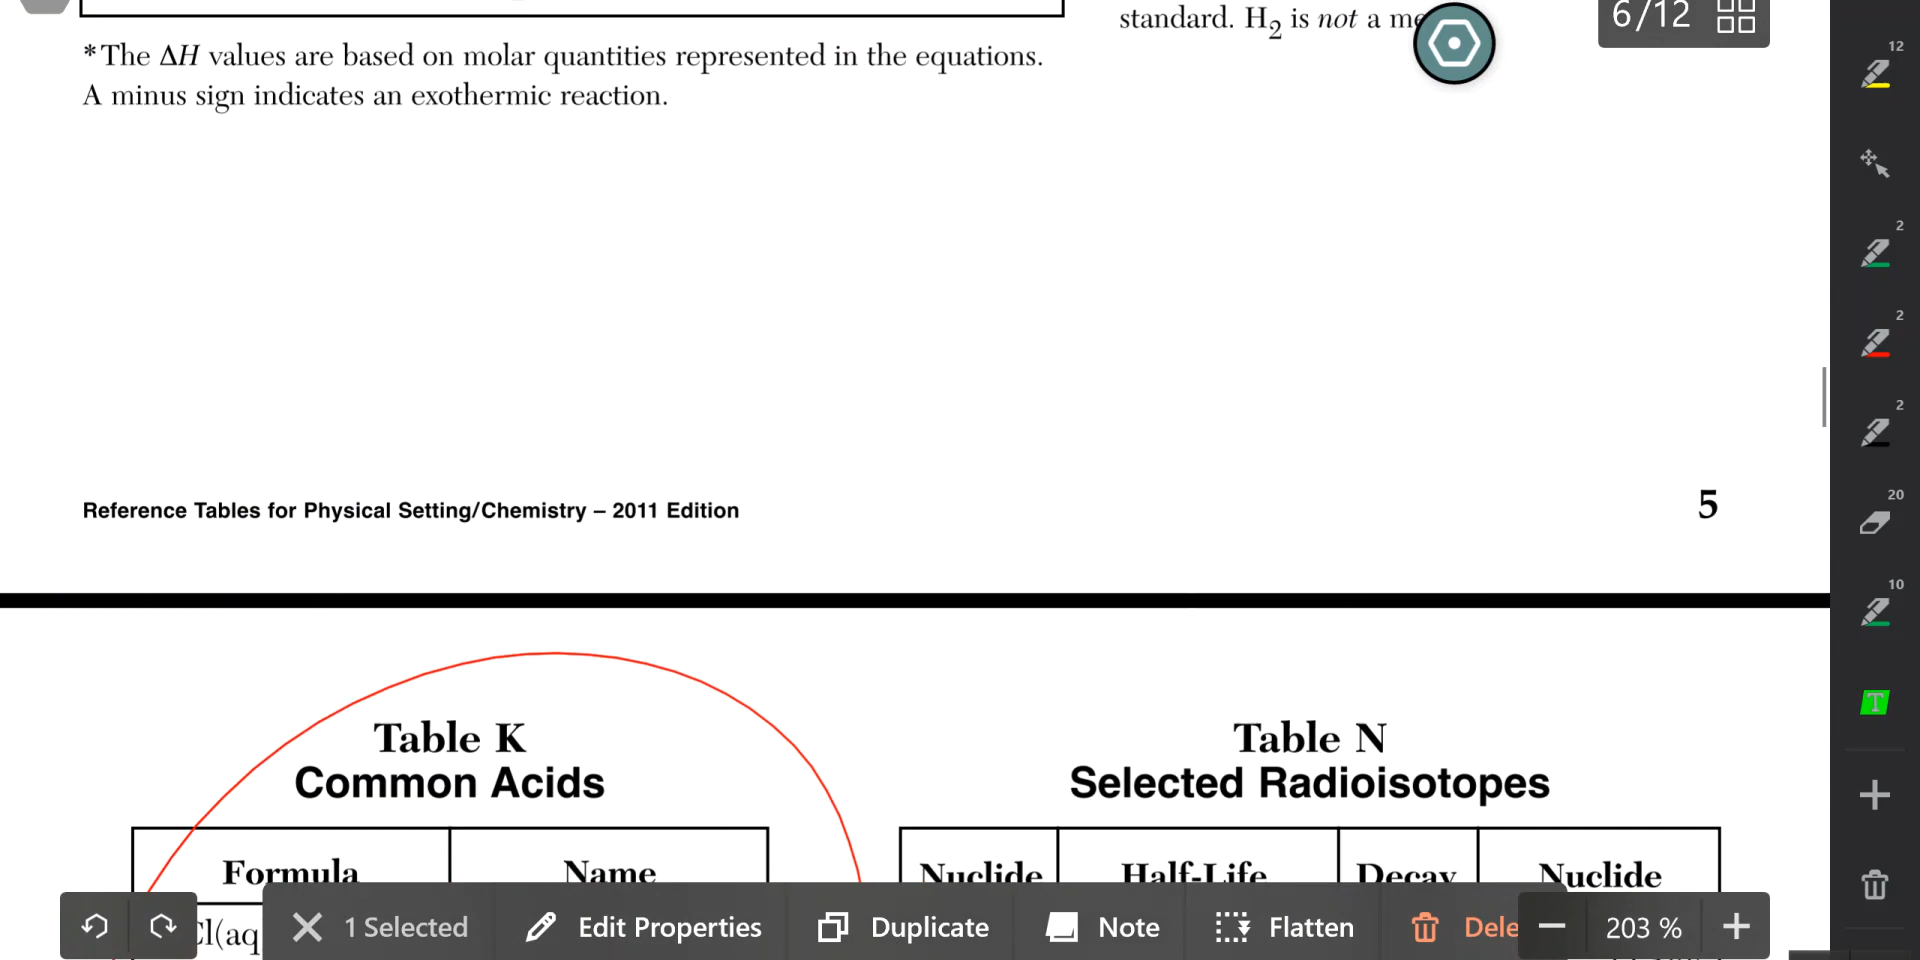 standard. H2 is not a
6/12
*The ΔH values are based on molar quantities represented in the equations.
A minus sign indicates an exothermic reaction.
12
2
2
2
20
10
T
Reference Tables for Physical Setting/Chemistry – 2011 Edition
5
Table K
Common Acids
Formula
Name
Table N
Selected Radioisotopes
Nuclide
Half-Life
Decay
Nuclide
Cl(aq
1 Selected
Edit Properties
Duplicate
Note
Flatten
Dele
203 %